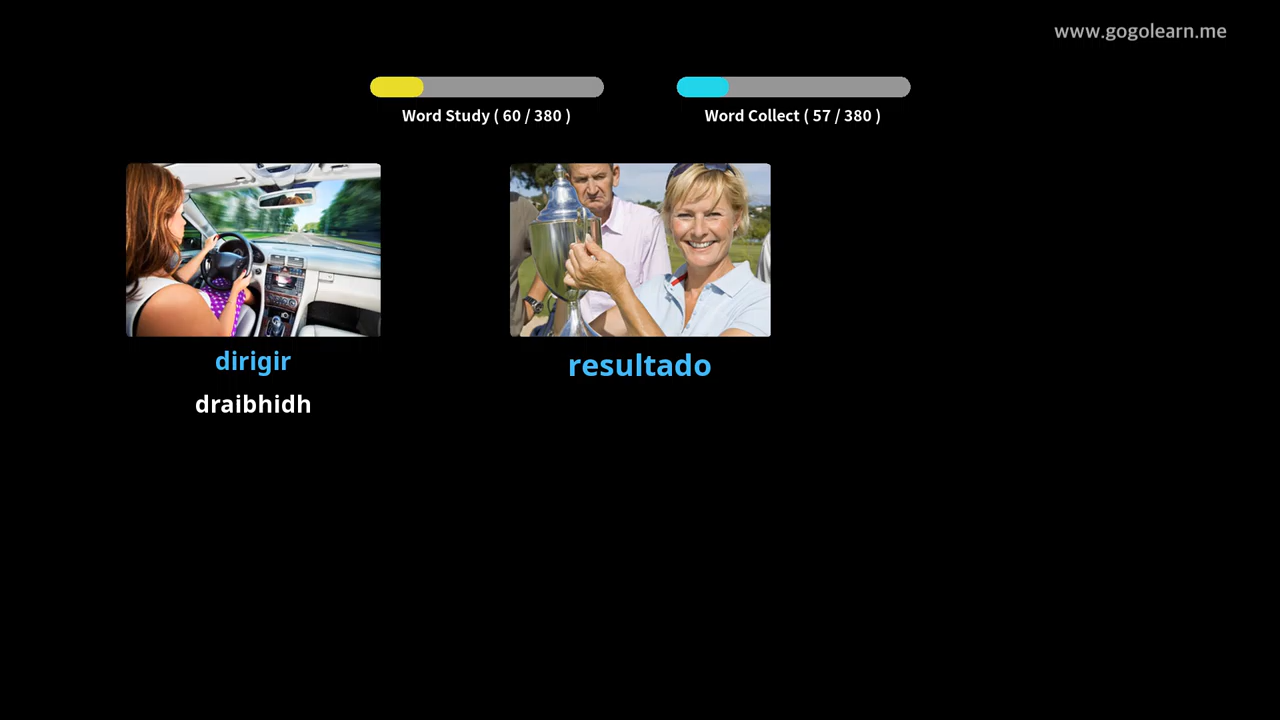 www.gogolearn.me
Word Study ( 60 / 380 )
Word Collect ( 57 / 380 )
dirigir
draibhidh
resultado